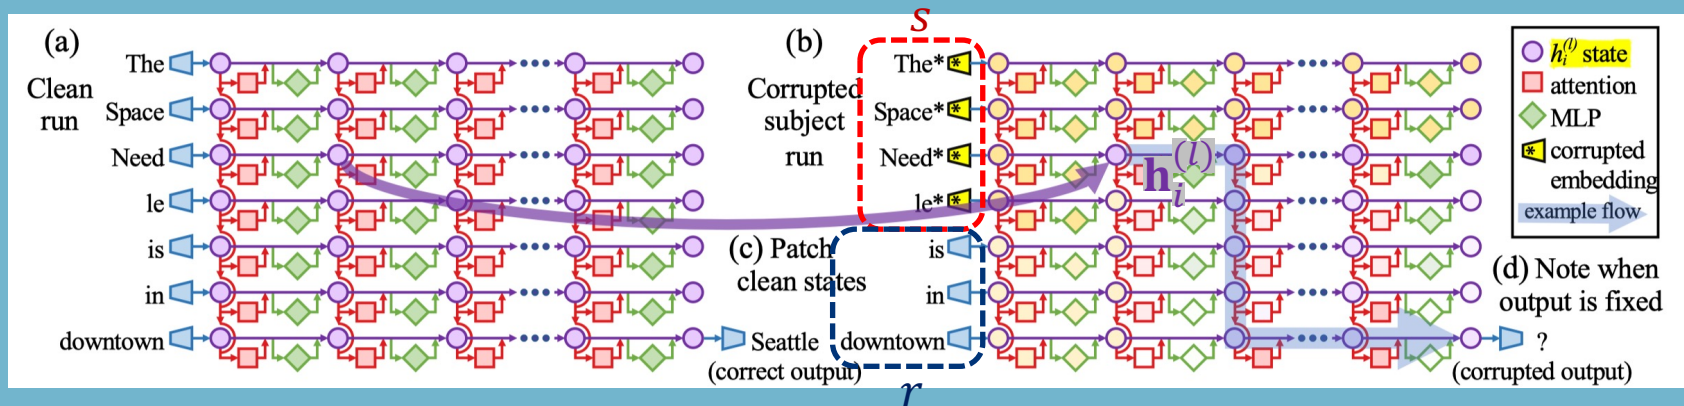 (a)
Clean
run
The
Space
Need
le
is
in
downtown
Seattle
(correct output)
(b)
Corrupted
subject
run
s
The*
Space*
Need*
le*
is
in
downtown
r
*
*
*
*
h_i^(l)
(c) Patch
clean states
(d) Note when
output is fixed
?
(corrupted output)
h_i^(l) state
attention
MLP
* corrupted
embedding
example flow